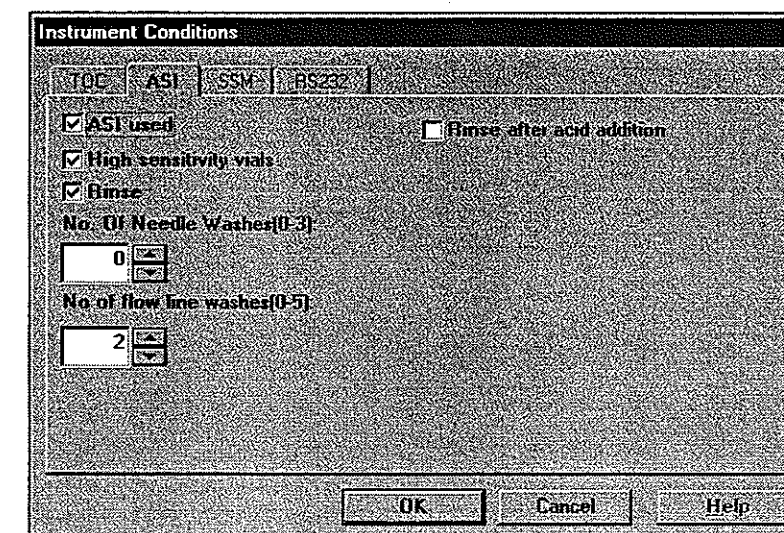 Instrument Conditions
TOC ASI SSM RS232
ASI used
Rinse after acid addition
High sensitivity vials
Rinse
No. Of Needle Washes(0-3)
0
No of flow line washes(0-5)
2
OK Cancel Help